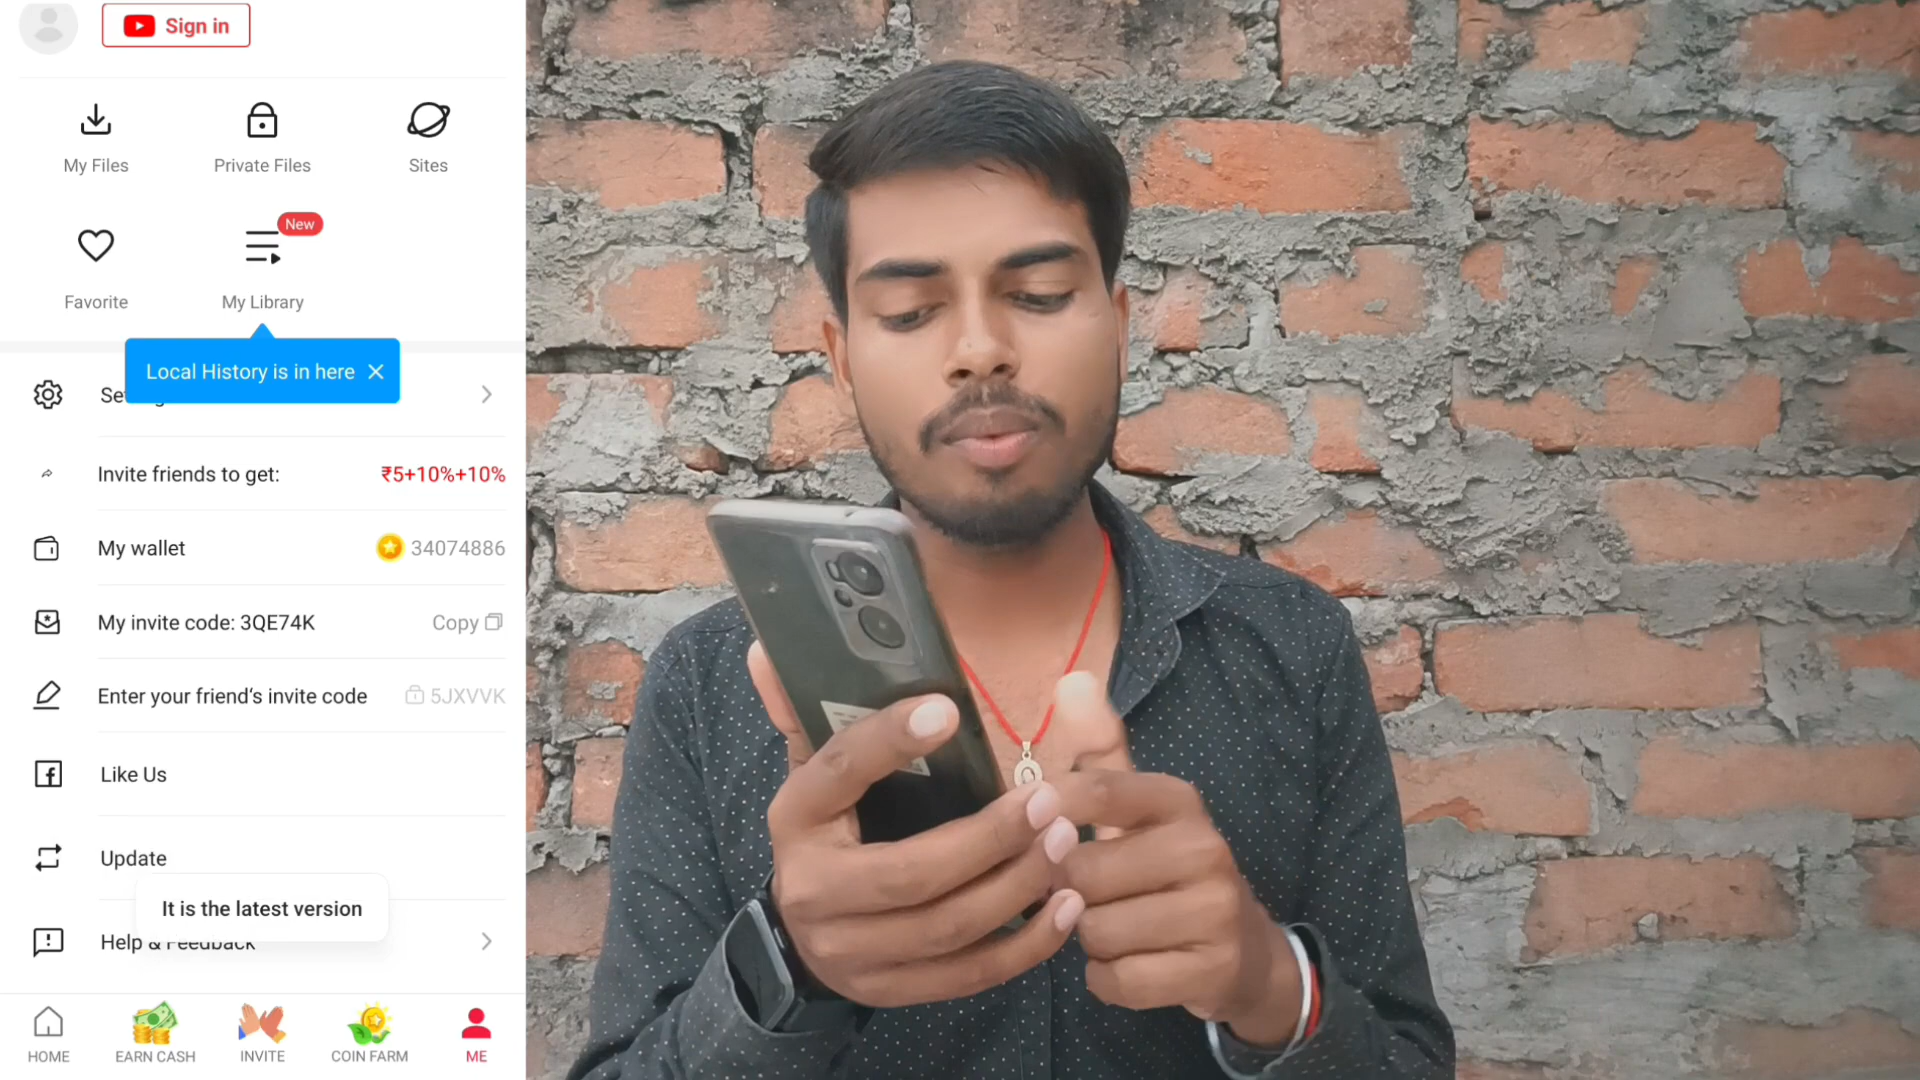 Sign in
My Files
Private Files
Sites
New
Favorite
My Library
Local History is in here
Invite friends to get:
₹5+10%+10%
My wallet
34074886
My invite code: 3QE74K
Copy
Enter your friend's invite code
5JXVVK
Like Us
Update
It is the latest version
Help & Feedback
HOME
EARN CASH
INVITE
COIN FARM
ME